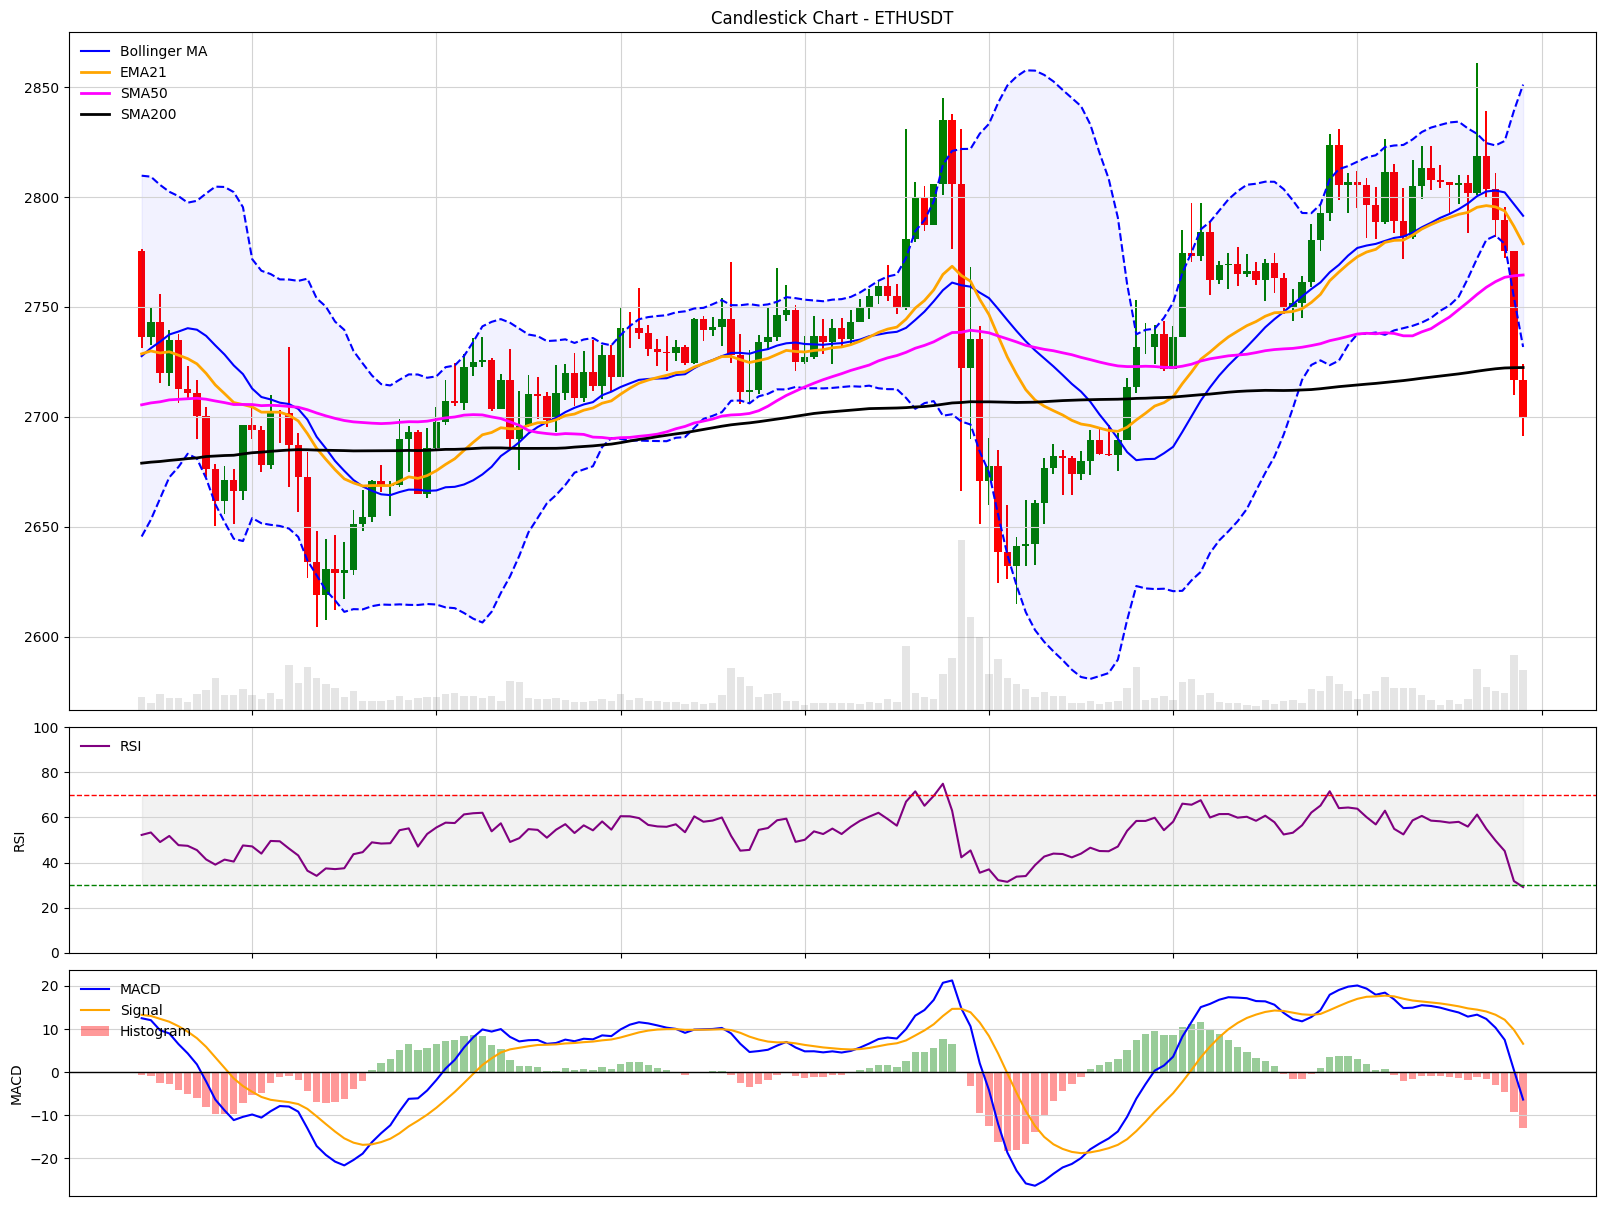 Candlestick Chart - ETHUSDT
Bollinger MA
EMA21
SMA50
SMA200
2850
2800
2750
2700
2650
2600
RSI
100
80
60
40
20
0
RSI
MACD
Signal
Histogram
20
10
0
−10
−20
MACD